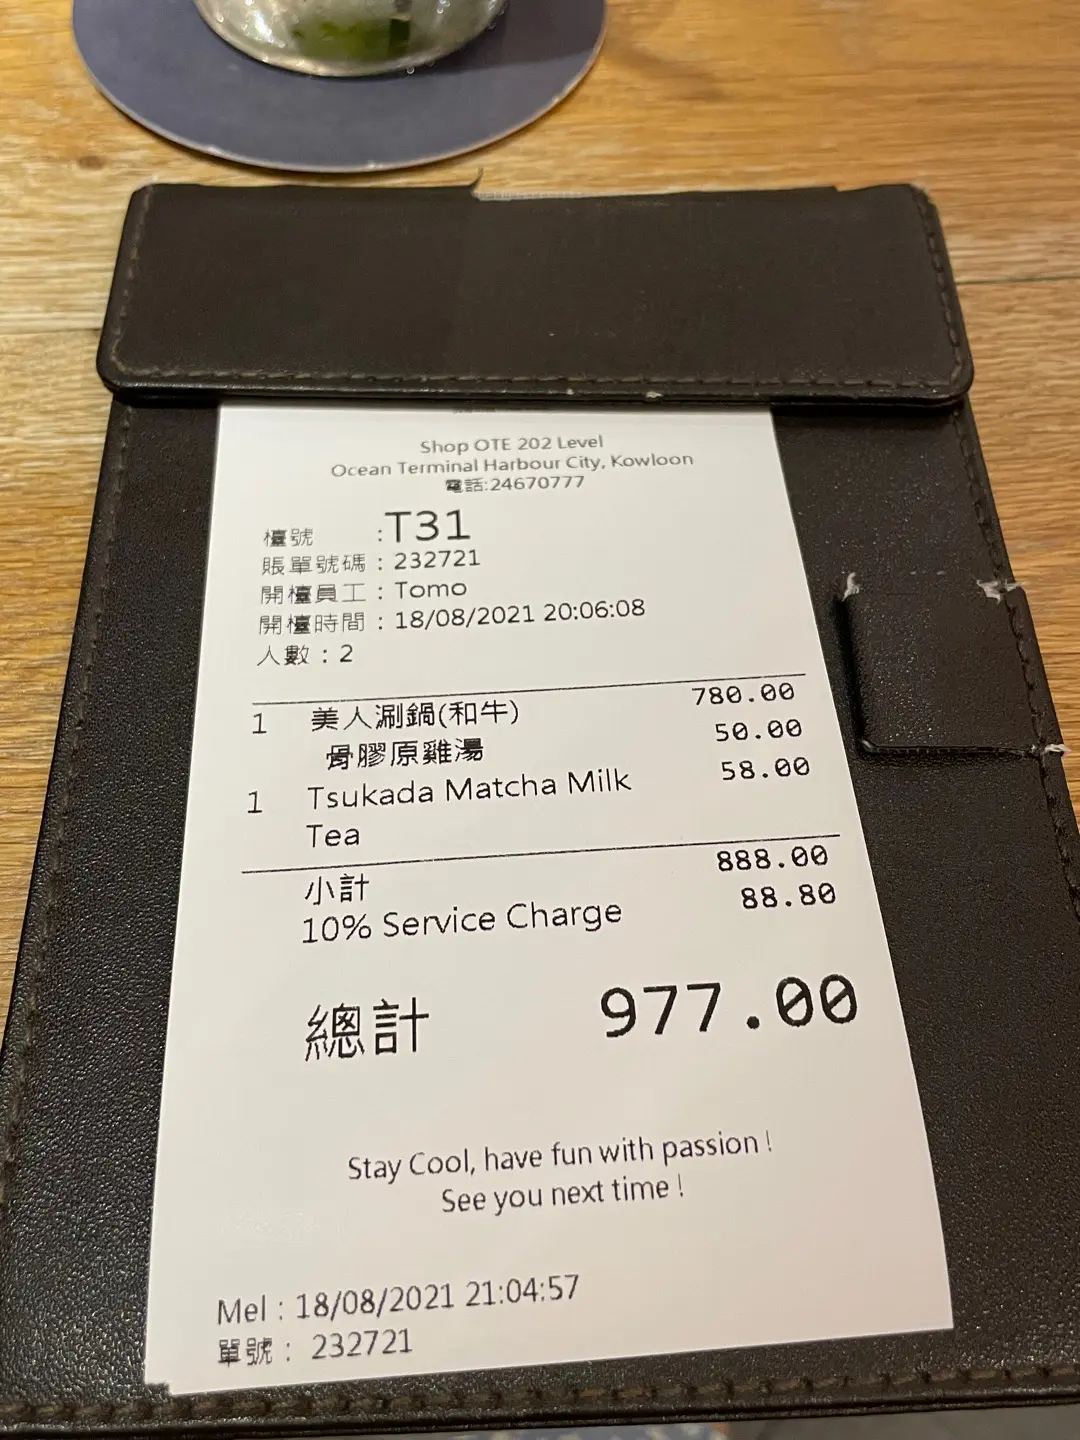 Shop OTE 202 Level
Ocean Terminal Harbour City, Kowloon
電話:24670777
檯號 :T31
賬單號碼 : 232721
開檯員工 : Tomo
開檯時間 : 18/08/2021 20:06:08
人數 : 2
1 美人涮鍋(和牛) 780.00
骨膠原雞湯 50.00
1 Tsukada Matcha Milk 58.00
Tea
小計 888.00
10% Service Charge 88.80
總計 977.00
Stay Cool, have fun with passion !
See you next time !
Mel : 18/08/2021 21:04:57
單號 : 232721